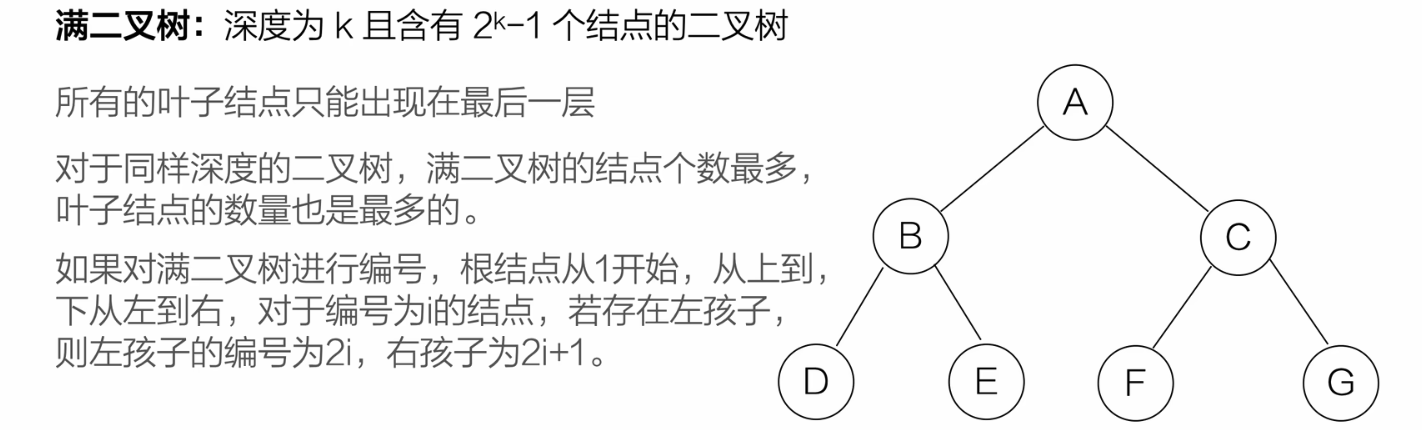 满二叉树：深度为 k 且含有 2ᵏ-1 个结点的二叉树
所有的叶子结点只能出现在最后一层
对于同样深度的二叉树，满二叉树的结点个数最多，
叶子结点的数量也是最多的。
如果对满二叉树进行编号，根结点从1开始，从上到，
下从左到右，对于编号为i的结点，若存在左孩子，
则左孩子的编号为2i，右孩子为2i+1。
A
B
C
D
E
F
G